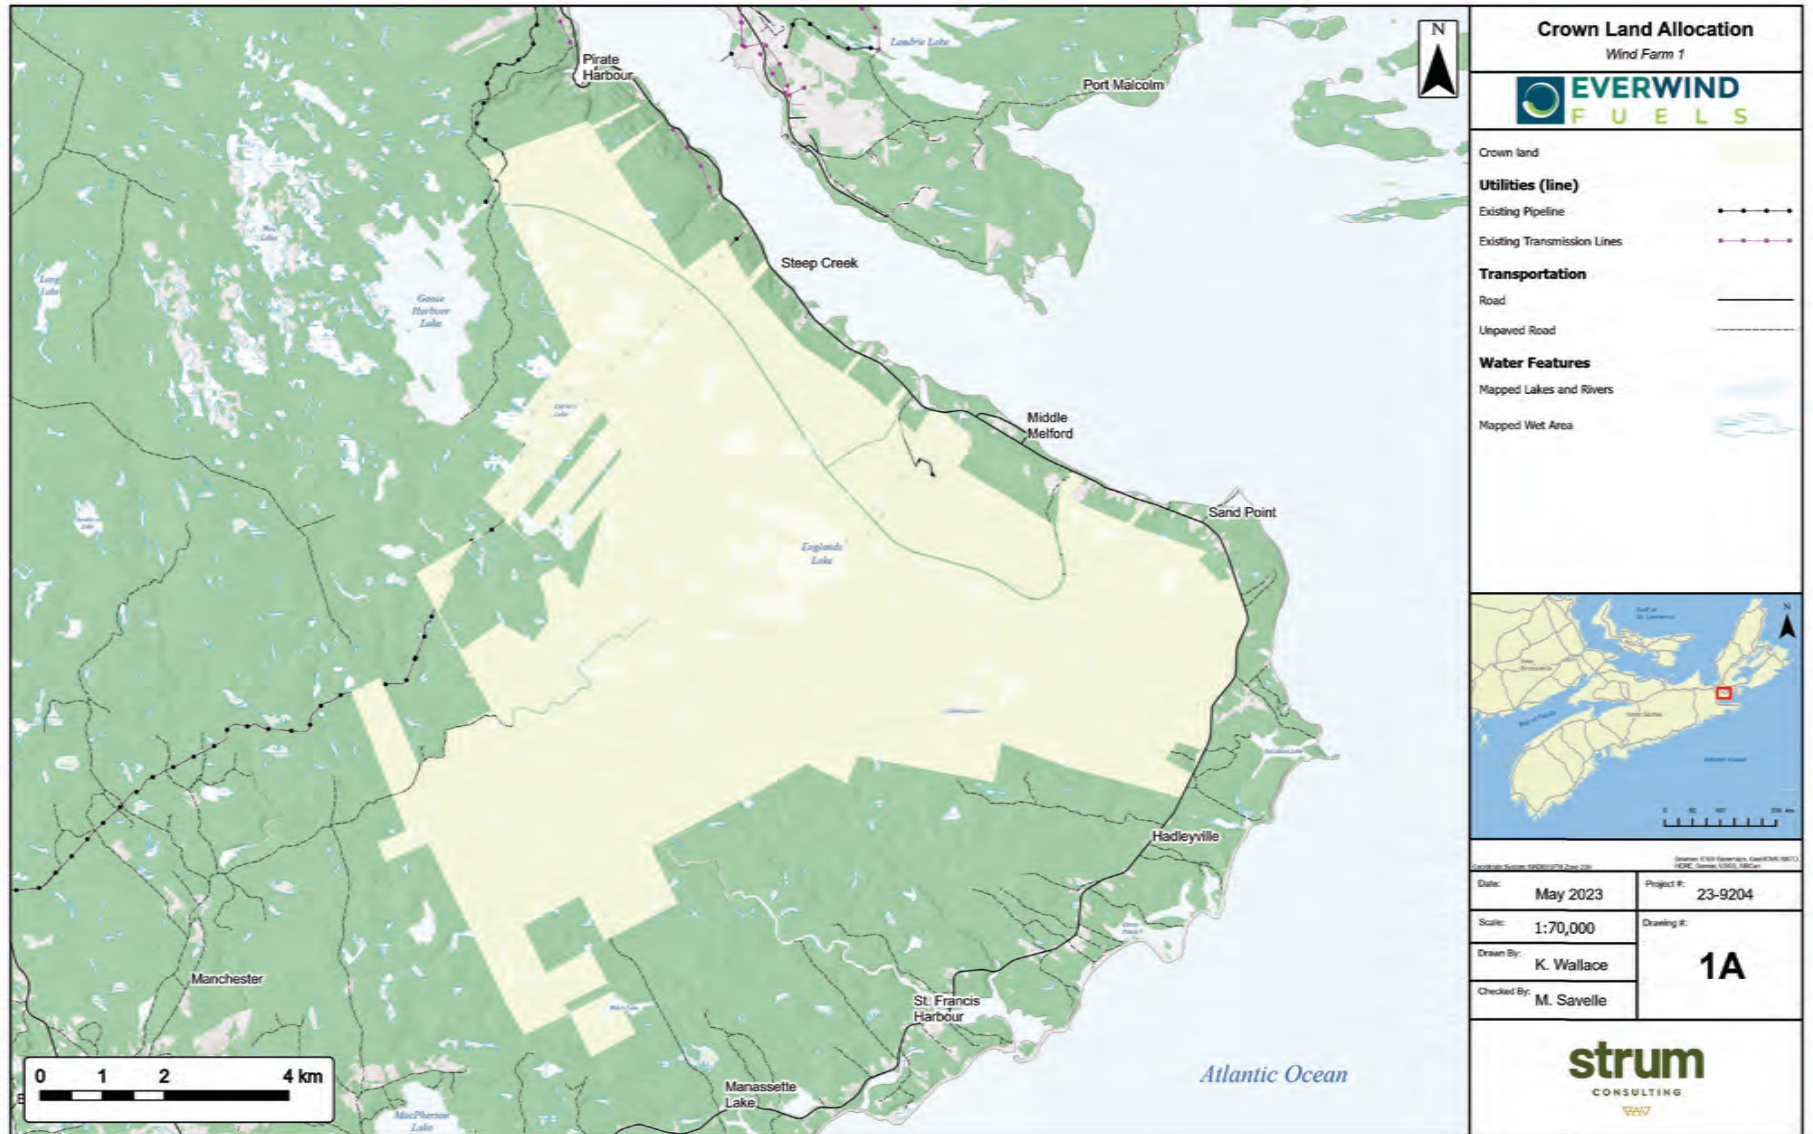 Landrie Lake
Pirate
Harbour
Port Malcolm
Long
Lake
Goose
Harbour
Lake
Steep Creek
Middle
Melford
Sand Point
Englands
Lake
Hadleyville
Manchester
St. Francis
Harbour
Manassette
Lake
MacPherson
Lake
Atlantic Ocean
0 1 2 4 km
N
Crown Land Allocation
Wind Farm 1
EVERWIND
FUELS
Crown land
Utilities (line)
Existing Pipeline
Existing Transmission Lines
Transportation
Road
Unpaved Road
Water Features
Mapped Lakes and Rivers
Mapped Wet Area
N
Date: May 2023
Project #: 23-9204
Scale: 1:70,000
Drawing #:
1A
Drawn By: K. Wallace
Checked By: M. Savelle
strum
CONSULTING